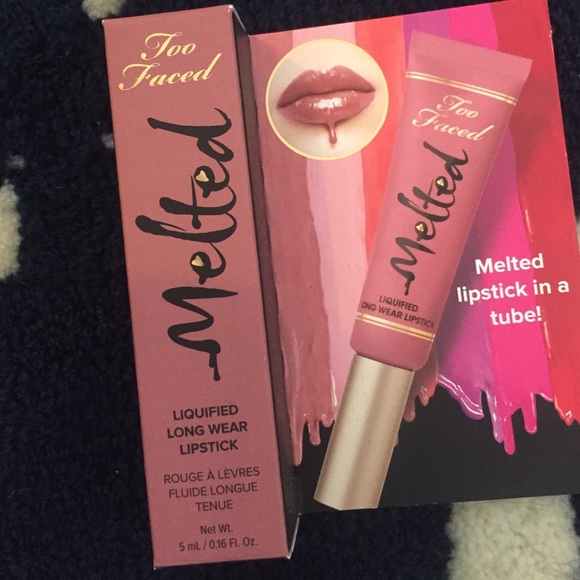 Too
Faced
Melted
LIQUIFIED
LONG WEAR
LIPSTICK
ROUGE À LÈVRES
FLUIDE LONGUE
TENUE
Net Wt.
5 mL / 0.16 Fl. Oz.
Too
Faced
Melted
LIQUIFIED
LONG WEAR LIPSTICK
Melted
lipstick in a
tube!